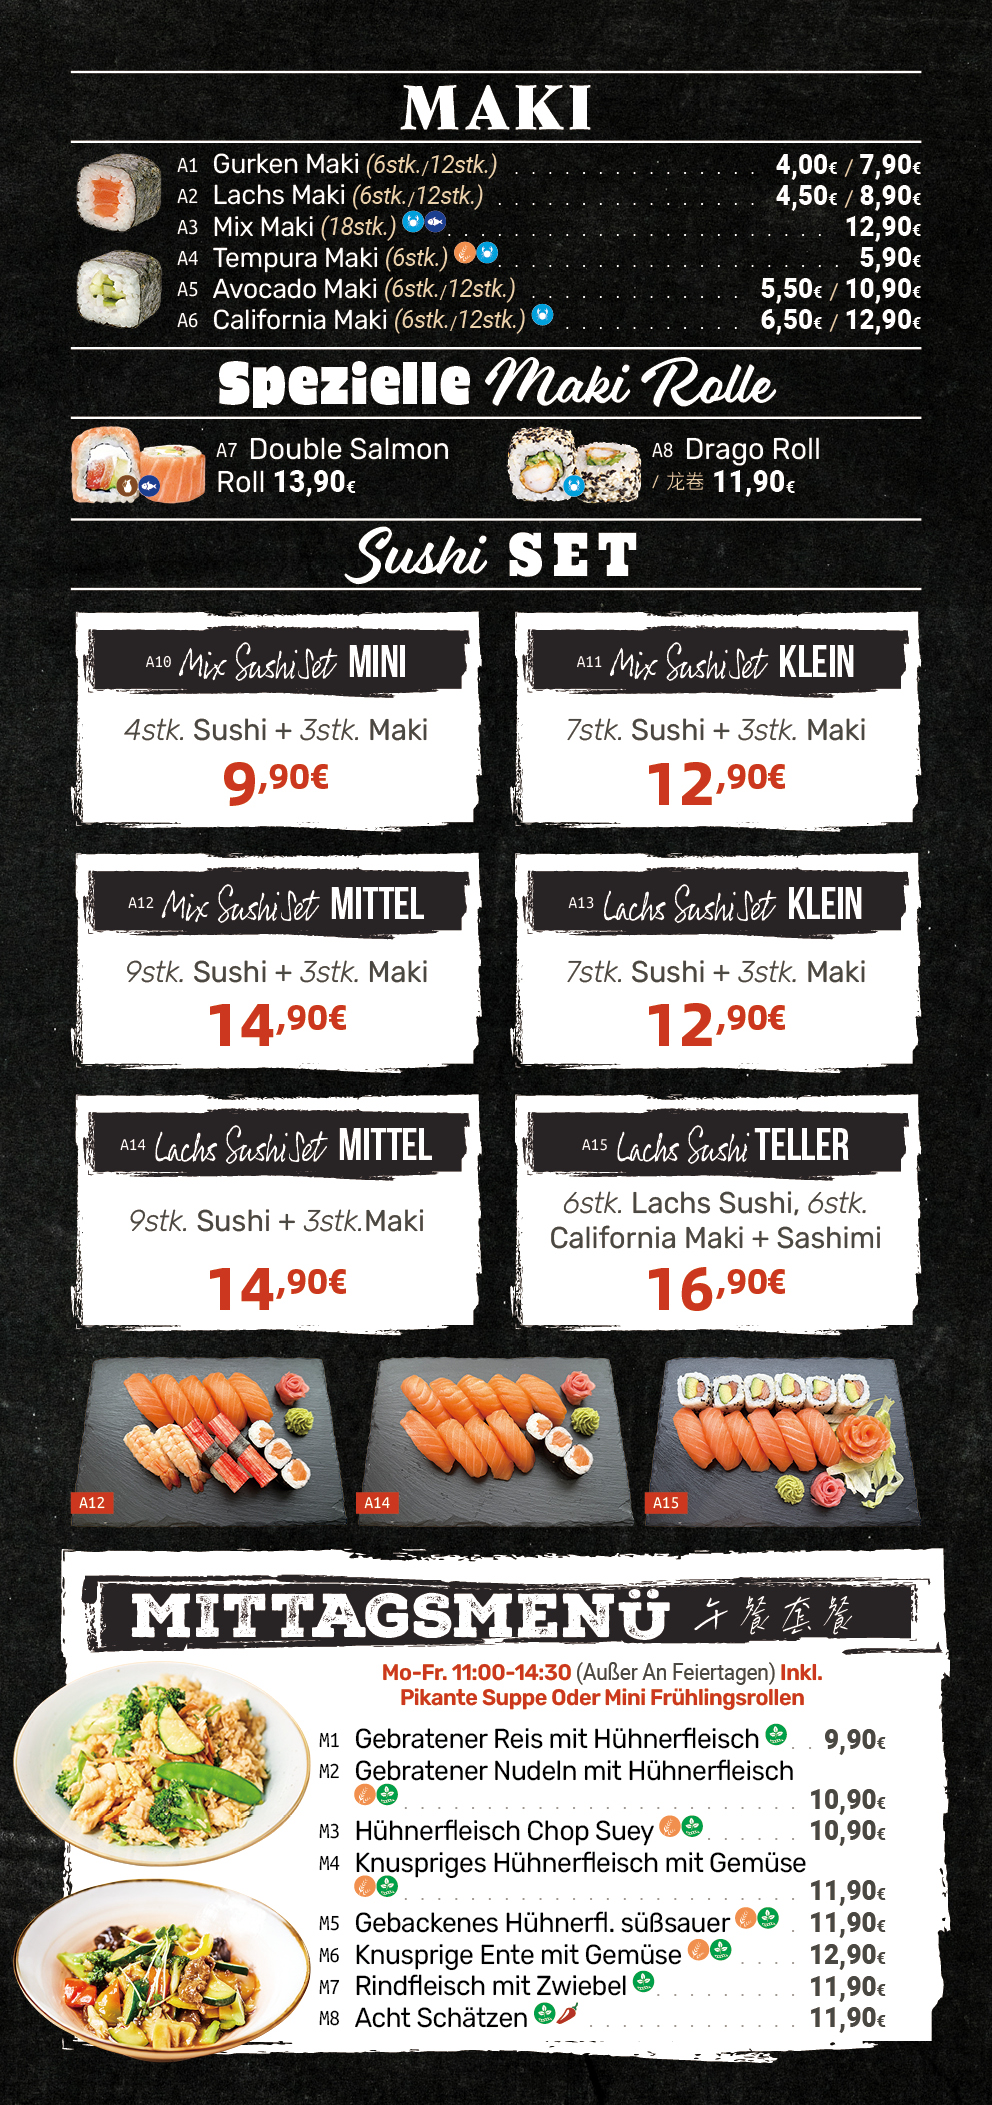 MAKI
A1 Gurken Maki (6stk./12stk.) 4,00€ / 7,90€
A2 Lachs Maki (6stk./12stk.) 4,50€ / 8,90€
A3 Mix Maki (18stk.) 12,90€
A4 Tempura Maki (6stk.) 5,90€
A5 Avocado Maki (6stk./12stk.) 5,50€ / 10,90€
A6 California Maki (6stk./12stk.) 6,50€ / 12,90€
Spezielle Maki Rolle
A7 Double Salmon
Roll 13,90€
A8 Drago Roll
/ 龙卷 11,90€
Sushi SET
A10 Mix Sushi Set MINI
4stk. Sushi + 3stk. Maki
9,90€
A11 Mix Sushi Set KLEIN
7stk. Sushi + 3stk. Maki
12,90€
A12 Mix Sushi Set MITTEL
9stk. Sushi + 3stk. Maki
14,90€
A13 Lachs Sushi Set KLEIN
7stk. Sushi + 3stk. Maki
12,90€
A14 Lachs Sushi Set MITTEL
9stk. Sushi + 3stk.Maki
14,90€
A15 Lachs Sushi TELLER
6stk. Lachs Sushi, 6stk.
California Maki + Sashimi
16,90€
A12
A14
A15
MITTAGSMENÜ 午餐套餐
Mo-Fr. 11:00-14:30 (Außer An Feiertagen) Inkl.
Pikante Suppe Oder Mini Frühlingsrollen
M1 Gebratener Reis mit Hühnerfleisch 9,90€
M2 Gebratener Nudeln mit Hühnerfleisch
10,90€
M3 Hühnerfleisch Chop Suey 10,90€
M4 Knuspriges Hühnerfleisch mit Gemüse
11,90€
M5 Gebackenes Hühnerfl. süßsauer 11,90€
M6 Knusprige Ente mit Gemüse 12,90€
M7 Rindfleisch mit Zwiebel 11,90€
M8 Acht Schätzen 11,90€